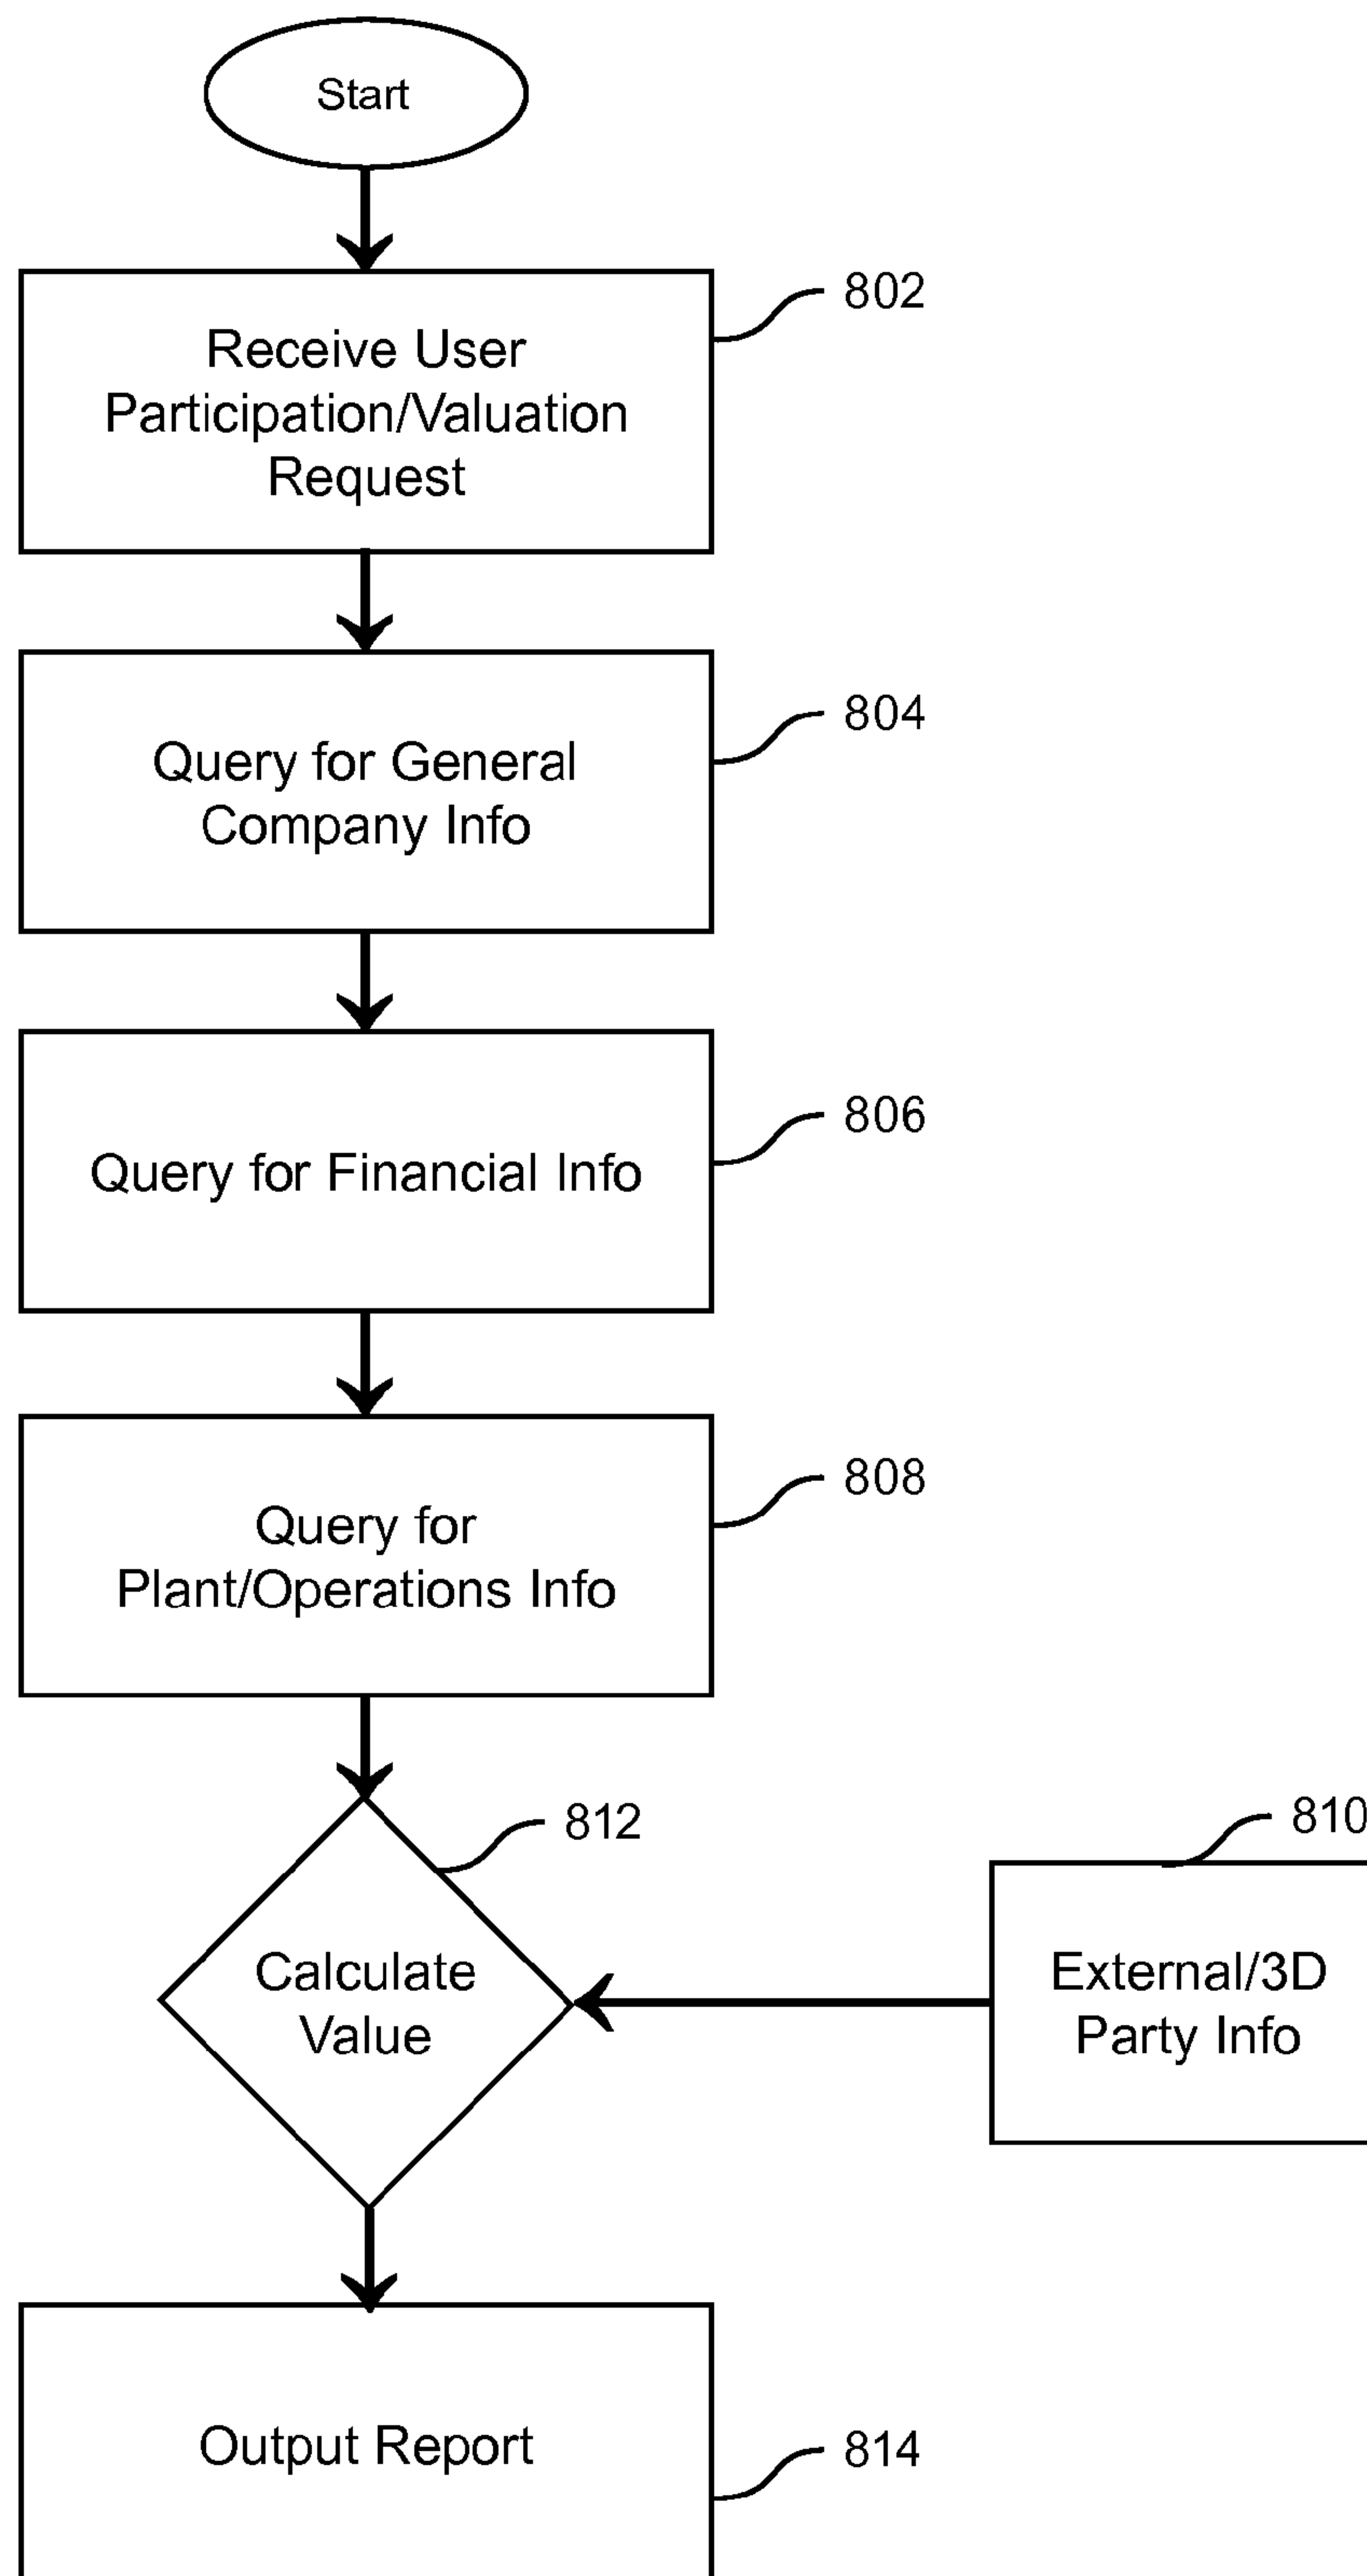 Start
802
Receive User
Participation/Valuation
Request
804
Query for General
Company Info
806
Query for Financial Info
808
Query for
Plant/Operations Info
812
810
Calculate
Value
External/3D
Party Info
Output Report
814